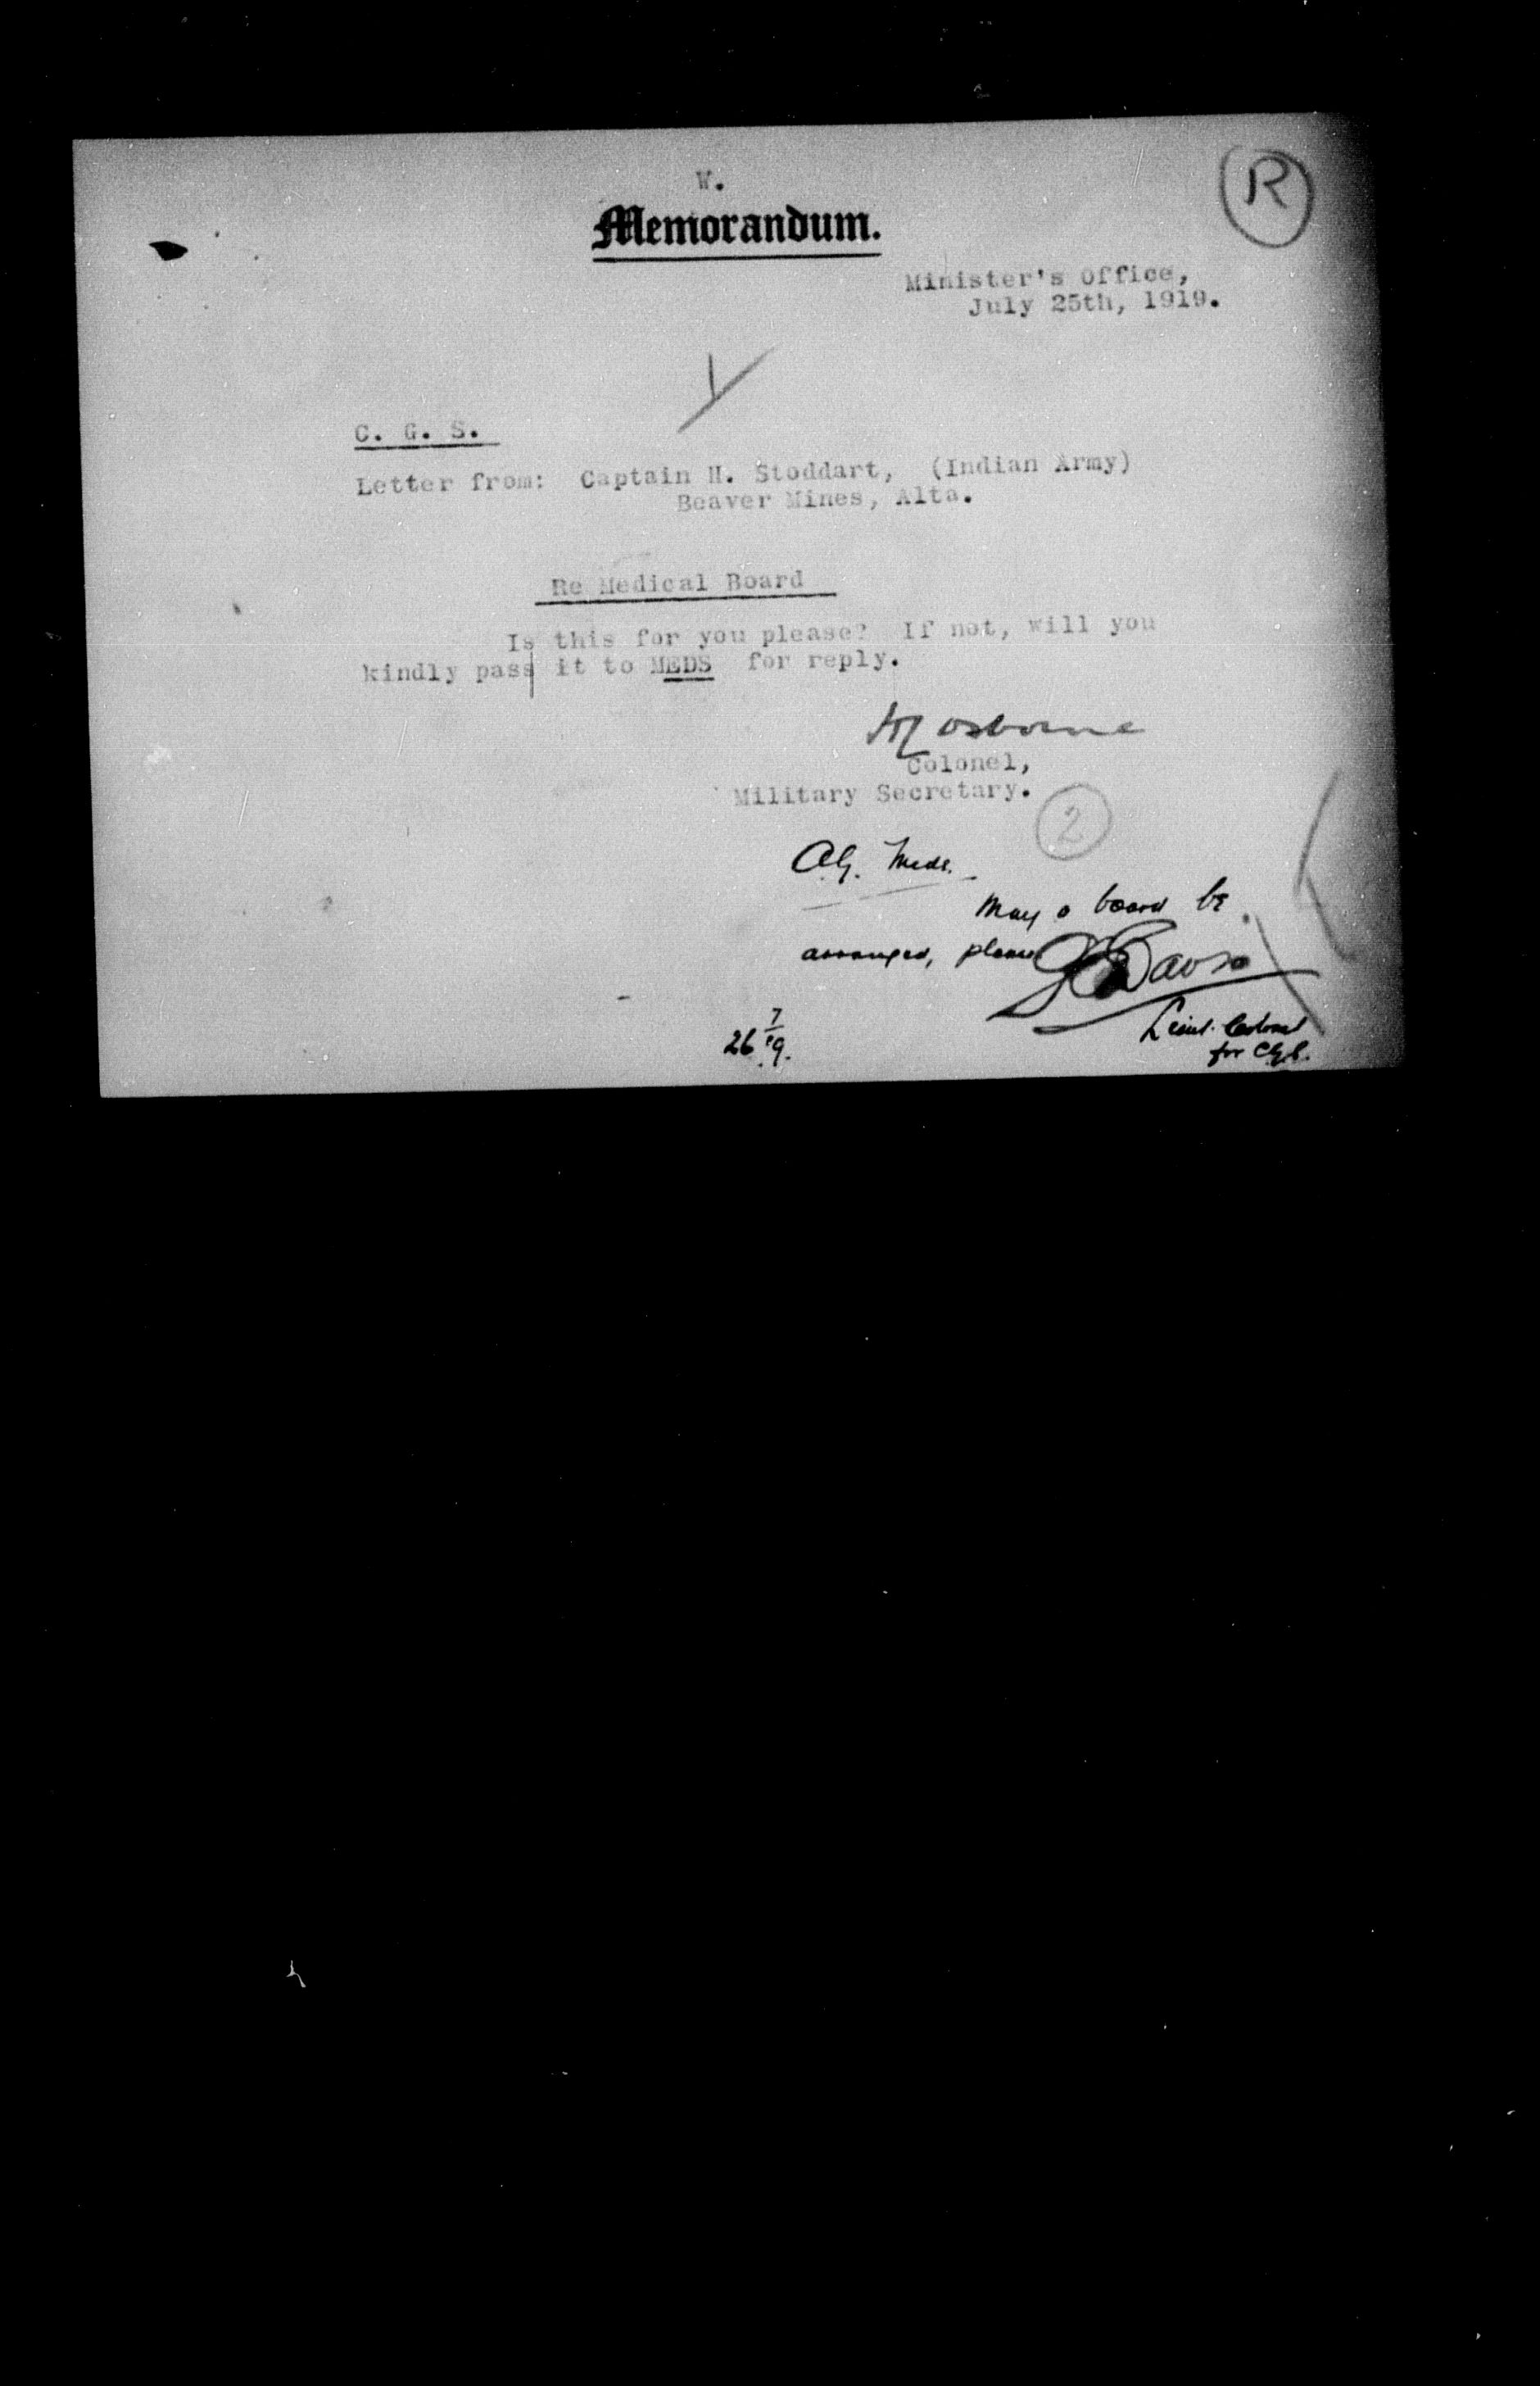 W.
R
Memorandum.
Minister's Office,
July 25th, 1919.
C. G. S.
Letter from: Captain H. Stoddart, (Indian Army)
Beaver Mines, Alta.
Re Medical Board
Is this for you please? If not, will you
kindly pass it to MEDS for reply.
Osborne
Colonel,
Military Secretary.
2
A.G. Meds.
May a board be
arranged, please
26 7/19.
Lieut. Colonel
for C.G.S.